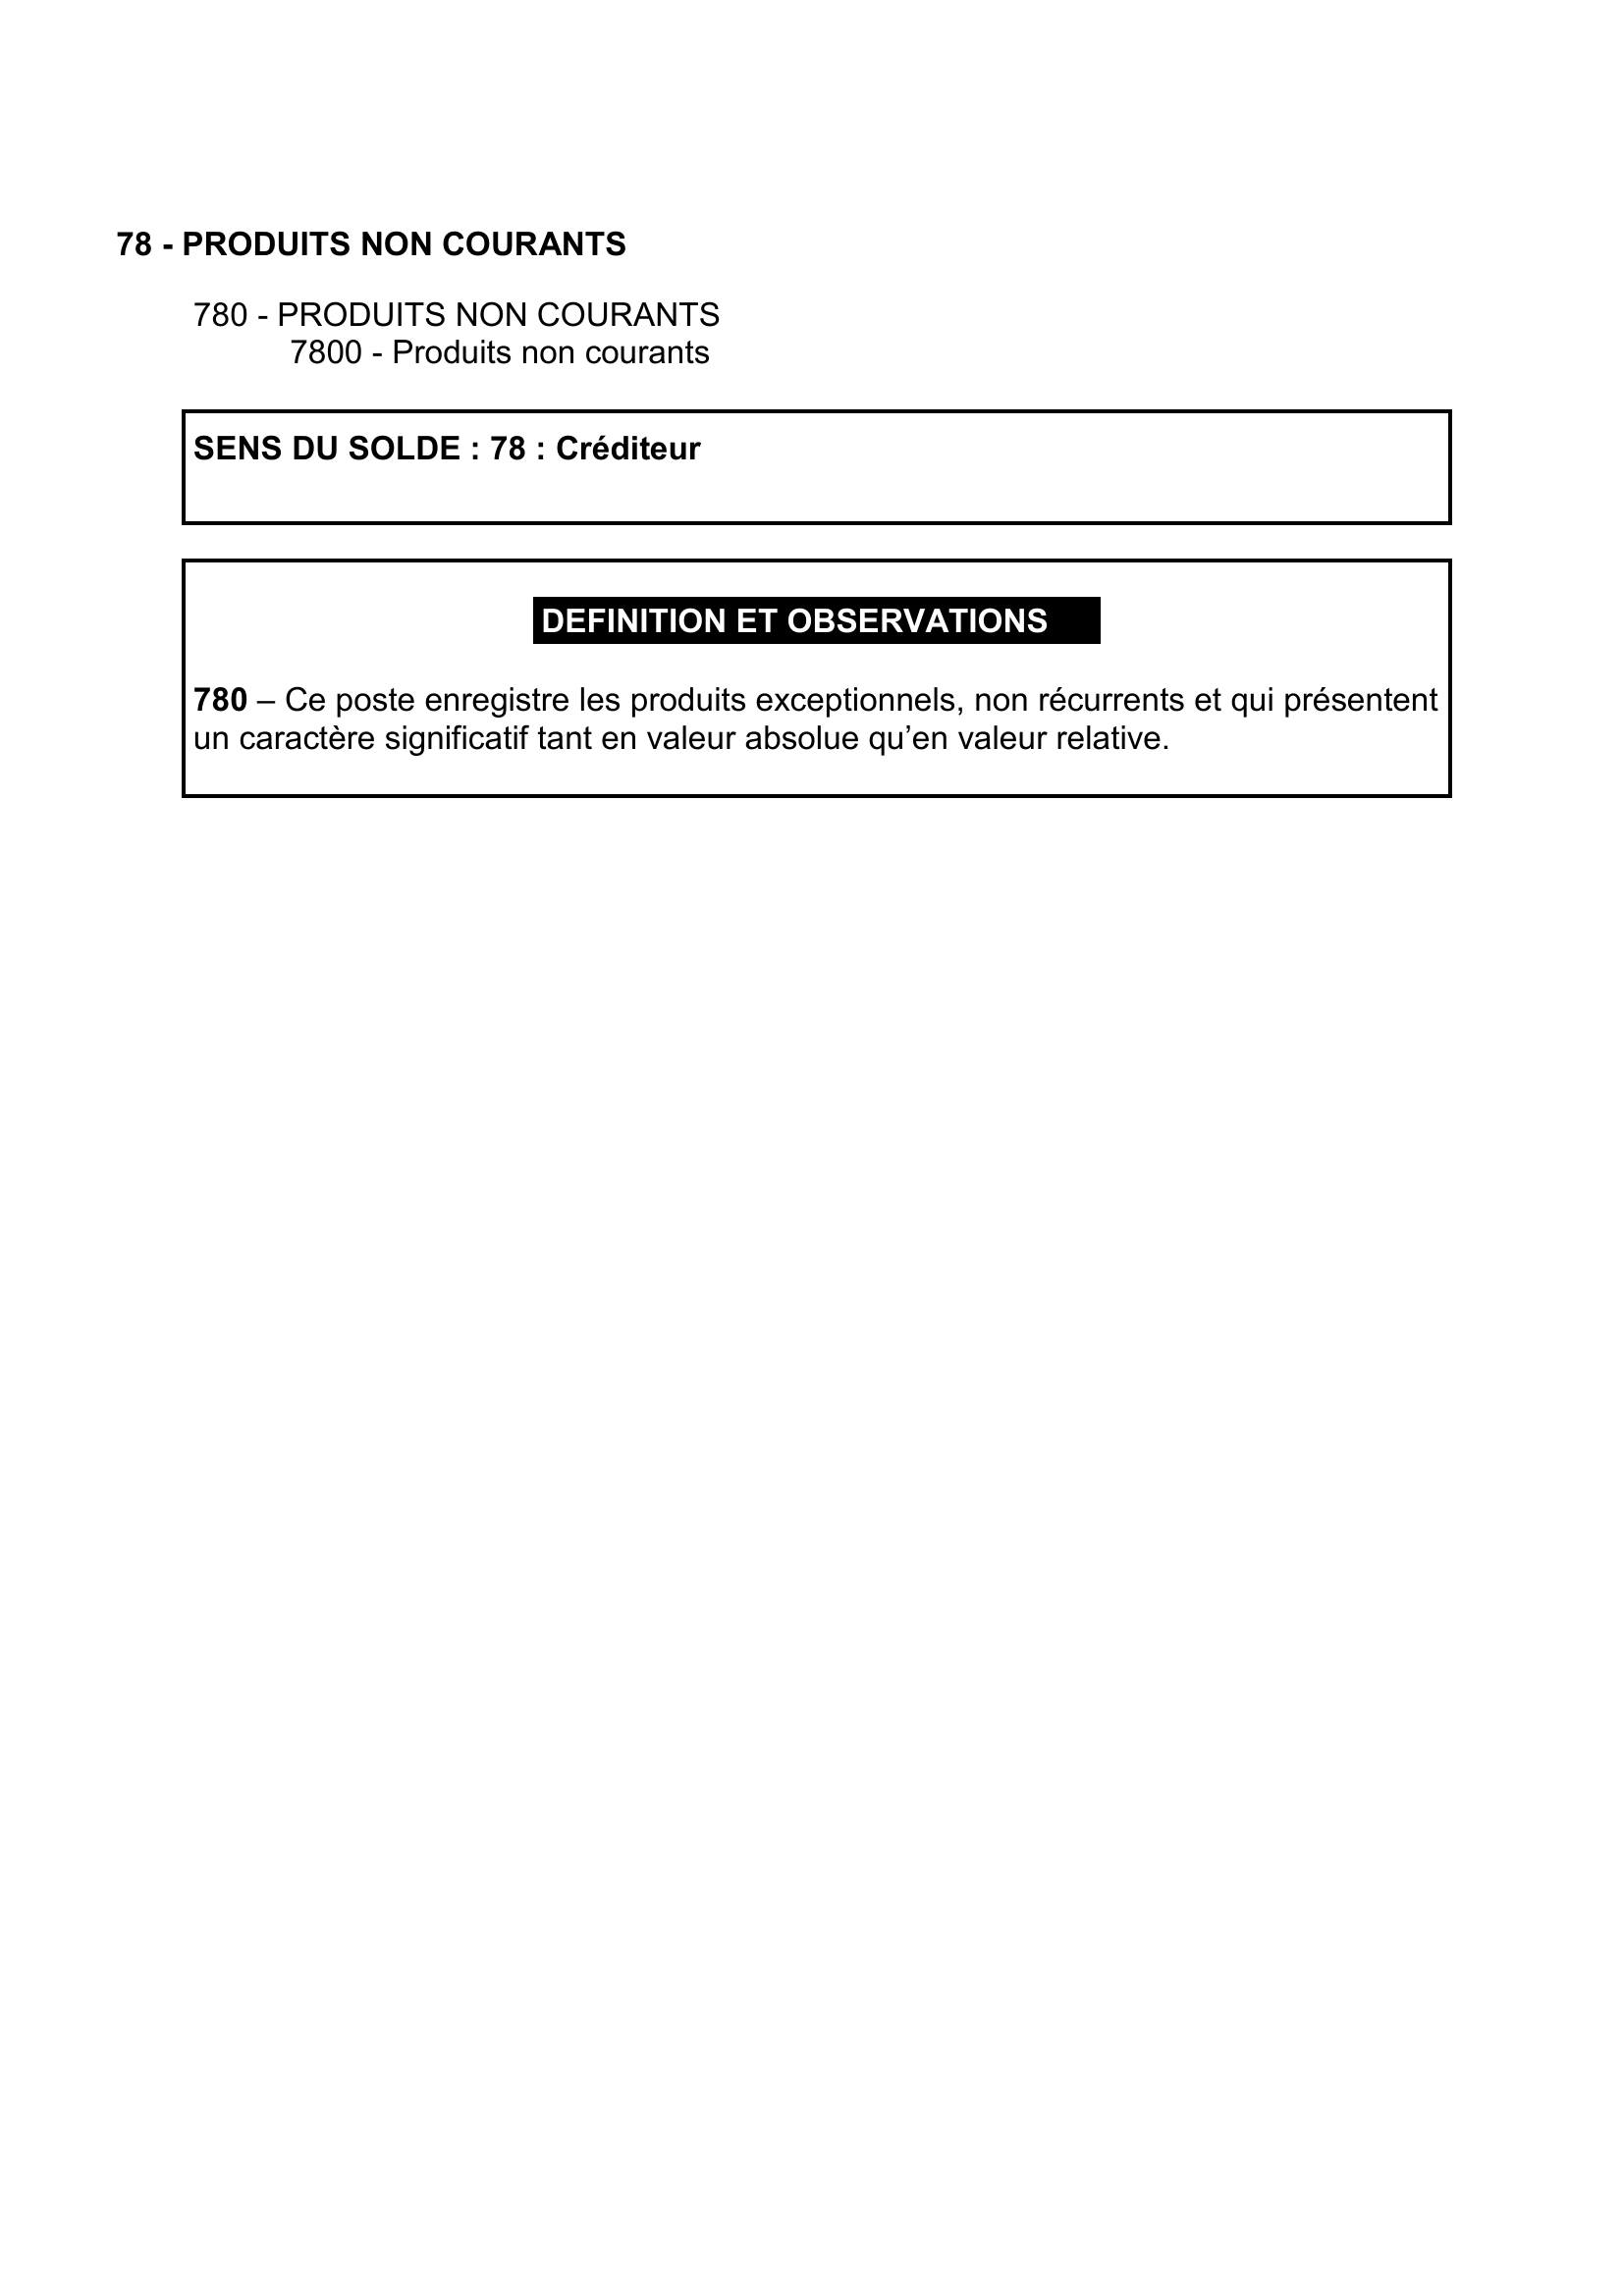 78 - PRODUITS NON COURANTS
780 - PRODUITS NON COURANTS
7800 - Produits non courants
SENS DU SOLDE : 78 : Créditeur
DEFINITION ET OBSERVATIONS
780 – Ce poste enregistre les produits exceptionnels, non récurrents et qui présentent
un caractère significatif tant en valeur absolue qu’en valeur relative.